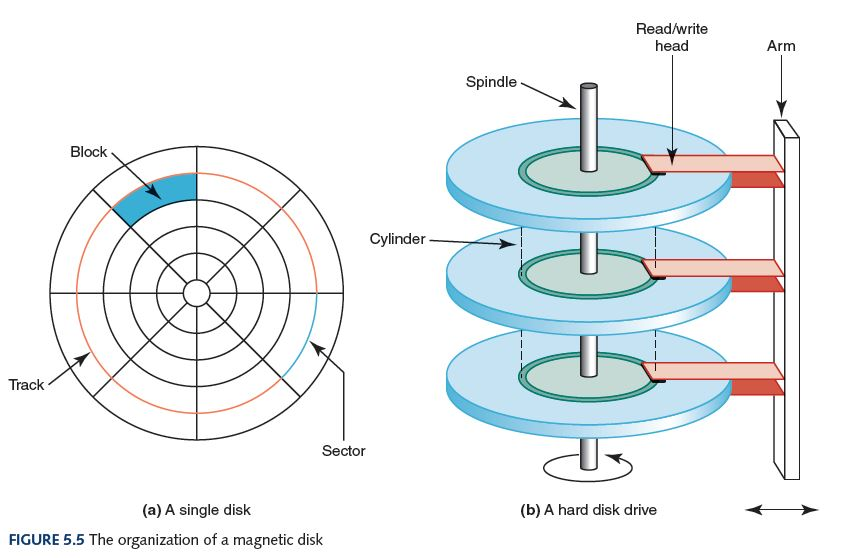 Block
Track
Sector
(a) A single disk
Read/write
head
Arm
Spindle
Cylinder
(b) A hard disk drive
FIGURE 5.5 The organization of a magnetic disk